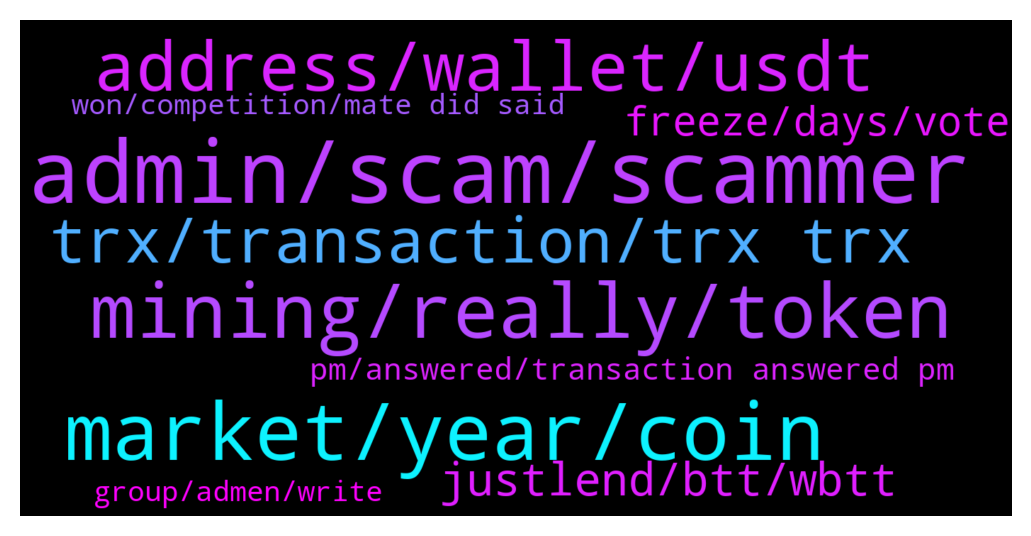 address/wallet/usdt
won/competition/mate did said
freeze/days/vote
admin/scam/scammer
trx/transaction/trx trx
mining/really/token
pm/answered/transaction answered pm
market/year/coin
justlend/btt/wbtt
group/admen/write